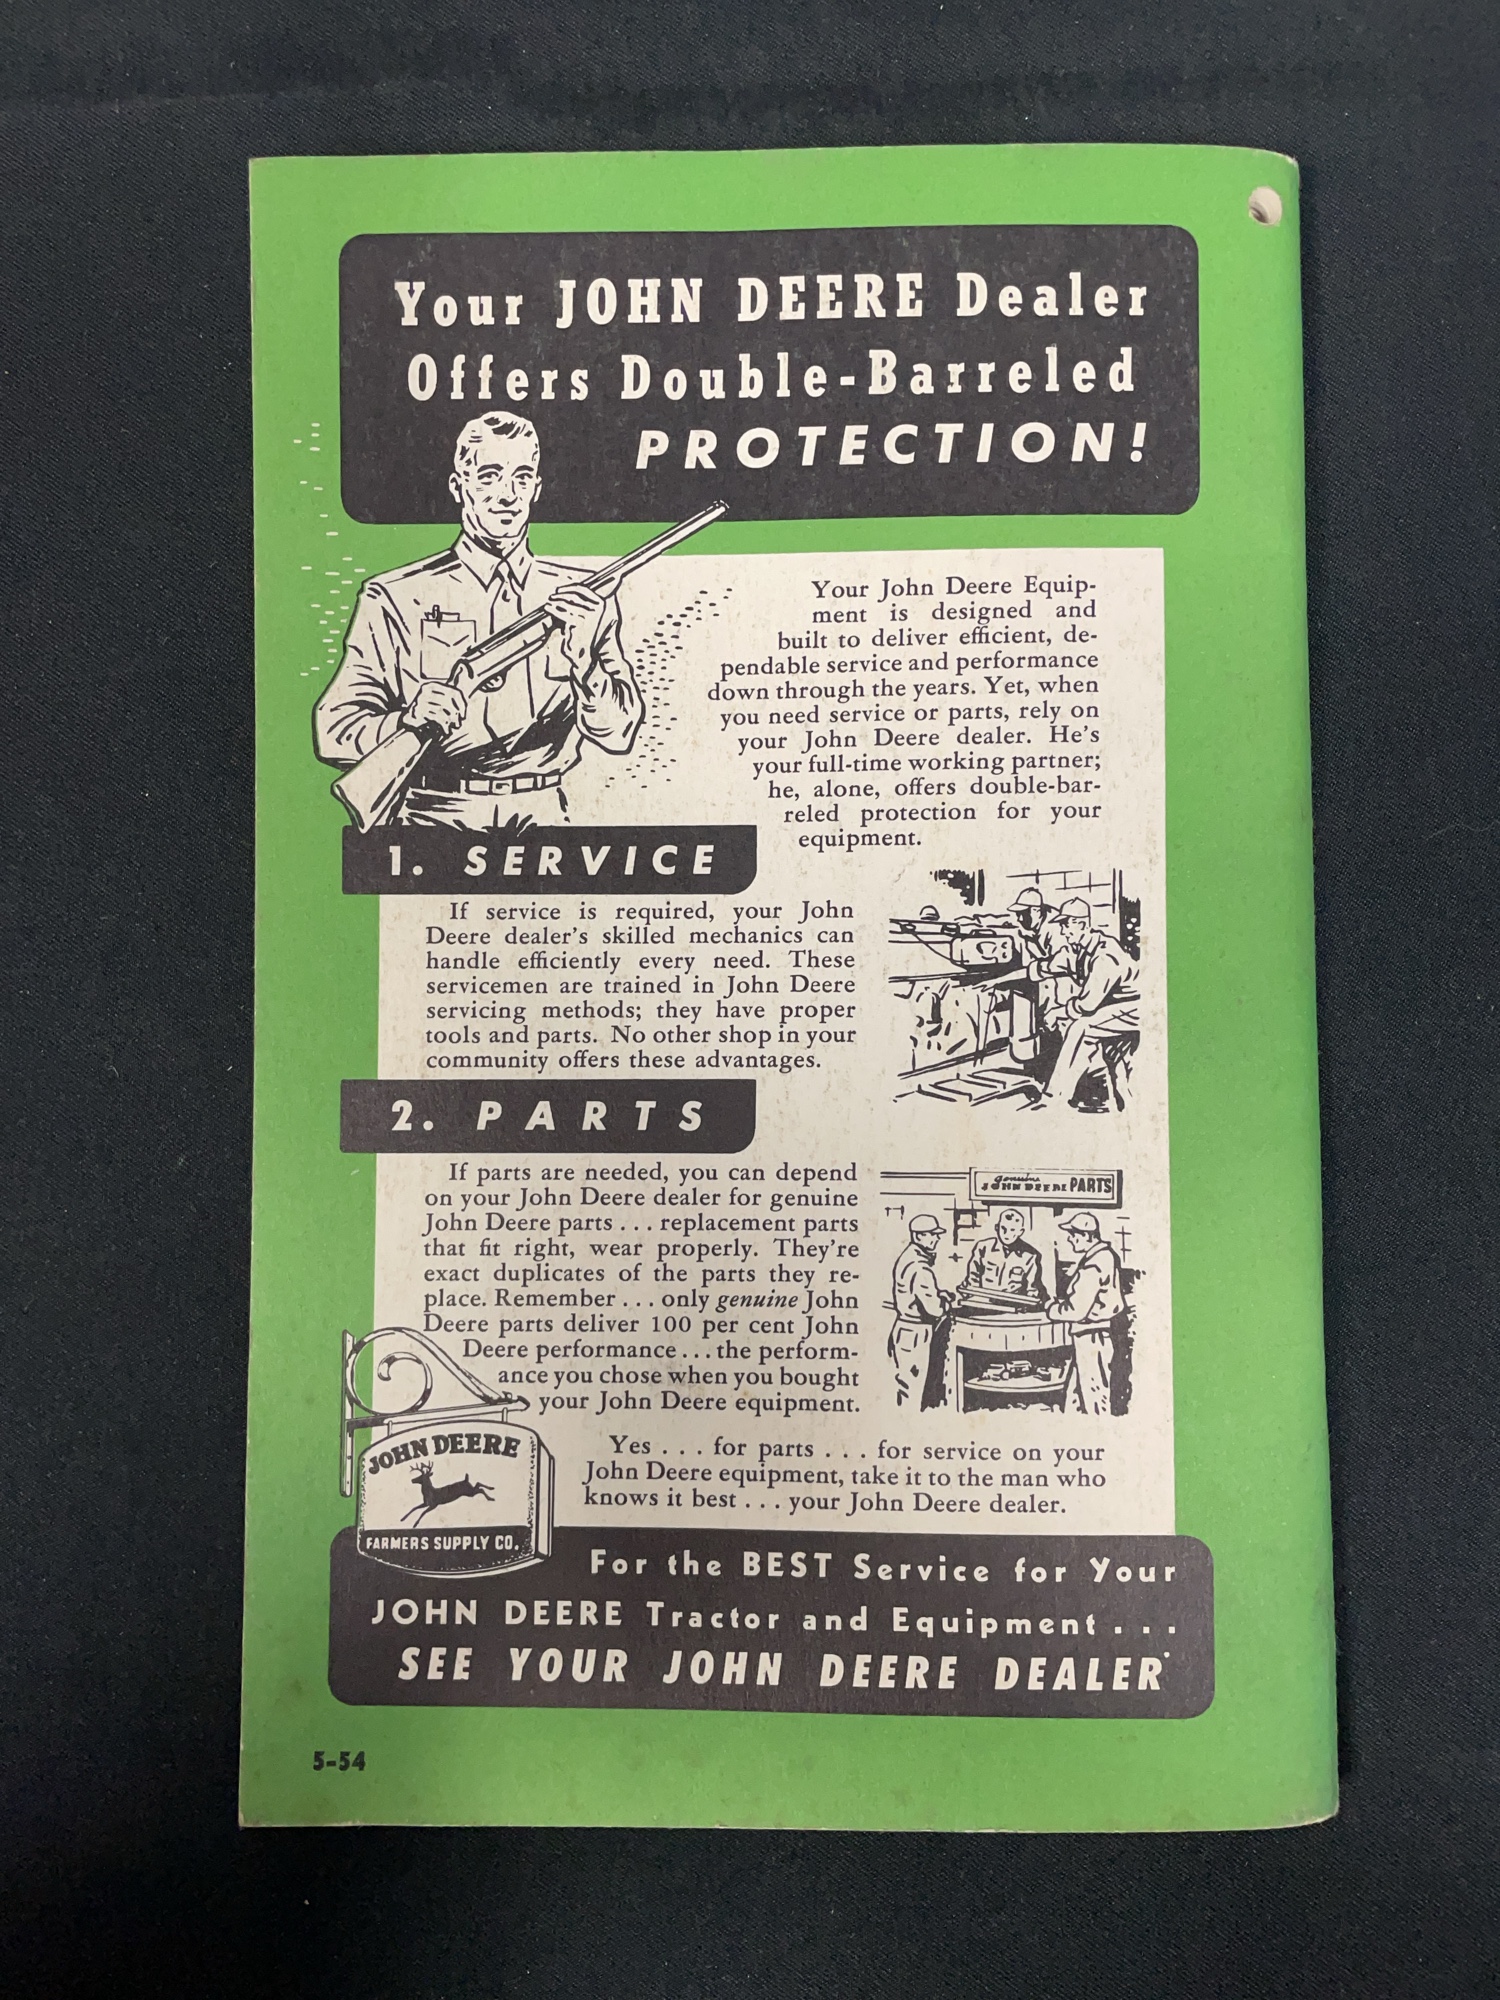 Your JOHN DEERE Dealer
Offers Double-Barreled
PROTECTION!
Your John Deere Equip-
ment is designed and
built to deliver efficient, de-
pendable service and performance
down through the years. Yet, when
you need service or parts, rely on
your John Deere dealer. He's
your full-time working partner;
he, alone, offers double-bar-
reled protection for your
equipment.
1. SERVICE
If service is required, your John
Deere dealer's skilled mechanics can
handle efficiently every need. These
servicemen are trained in John Deere
servicing methods; they have proper
tools and parts. No other shop in your
community offers these advantages.
2. PARTS
If parts are needed, you can depend
on your John Deere dealer for genuine
John Deere parts . . . replacement parts
that fit right, wear properly. They're
exact duplicates of the parts they re-
place. Remember . . . only genuine John
Deere parts deliver 100 per cent John
Deere performance . . . the perform-
ance you chose when you bought
your John Deere equipment.
genuine
JOHN DEERE PARTS
Yes . . . for parts . . . for service on your
John Deere equipment, take it to the man who
knows it best . . . your John Deere dealer.
JOHN DEERE
FARMERS SUPPLY CO.
For the BEST Service for Your
JOHN DEERE Tractor and Equipment . . .
SEE YOUR JOHN DEERE DEALER
5-54